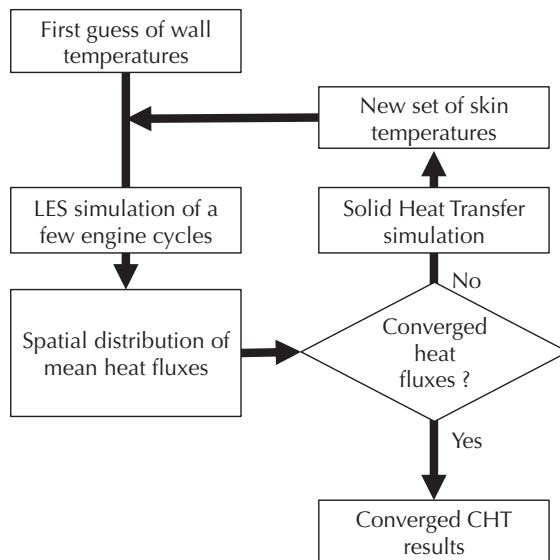 First guess of wall
temperatures
New set of skin
temperatures
LES simulation of a
few engine cycles
Solid Heat Transfer
simulation
No
Spatial distribution of
mean heat fluxes
Converged
heat
fluxes ?
Yes
Converged CHT
results